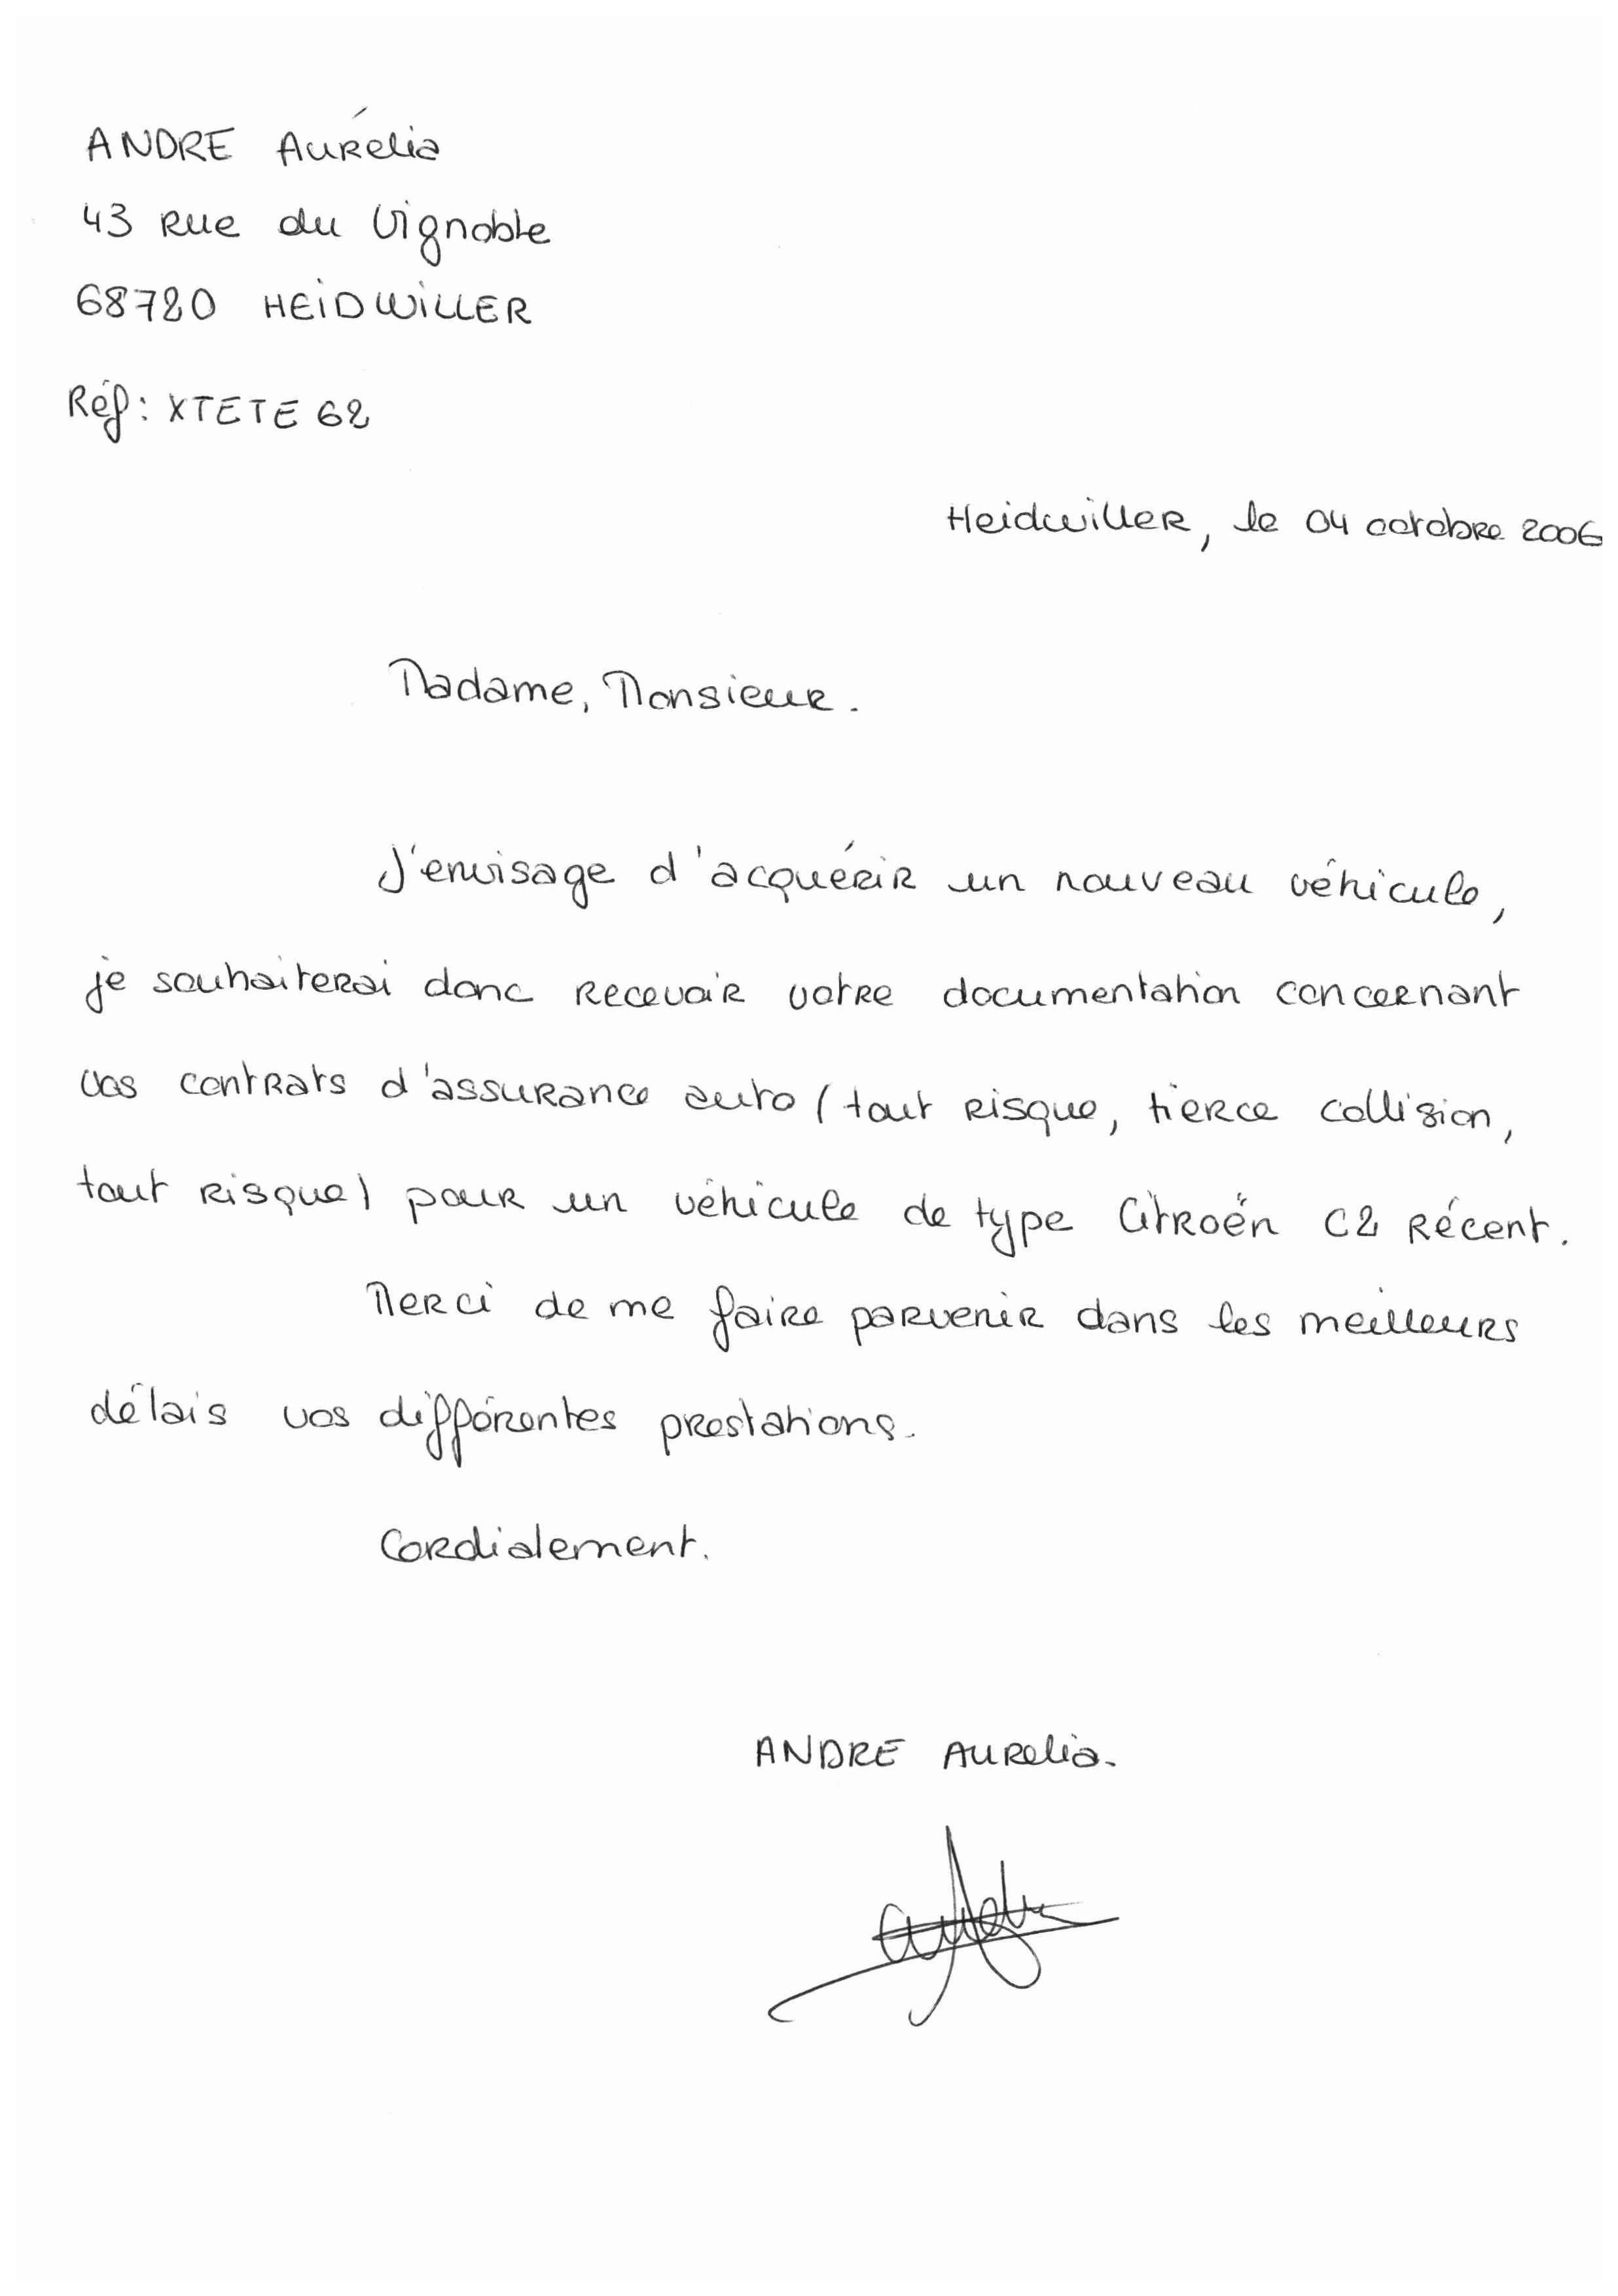 ANDRE Aurélia
43 Rue du Vignoble
68720 HEIDWILLER
Réf: XTETE 62
Heidwiller, le 04 octobre 2006
Madame, Monsieur.
J'envisage d'acquérir un nouveau véhicule,
je souhaiterai donc recevoir votre documentation concernant
vos contrats d'assurance auto (tout risque, tierce collision,
tout risque) pour un véhicule de type Citroën C2 Récent.
Merci de me faire parvenir dans les meilleurs
délais vos différentes prestations.
Cordialement.
ANDRE Aurelia.